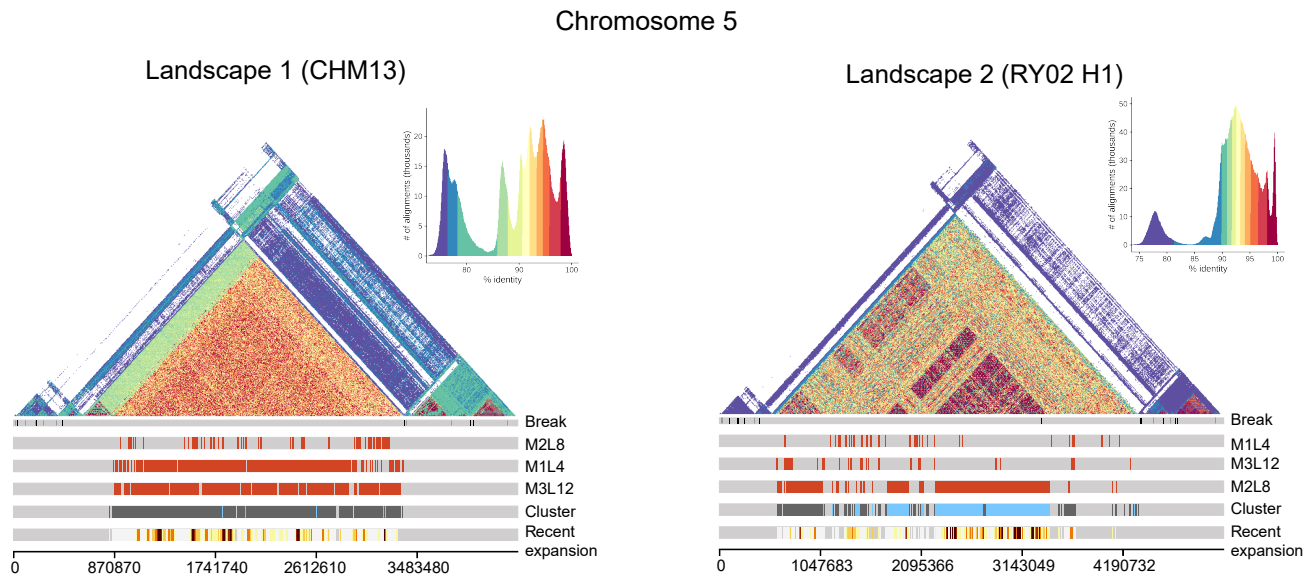 Chromosome 5
Landscape 1 (CHM13)
# of alignments (thousands)
20
15
10
5
0
80 90 100
% identity
Break
M2L8
M1L4
M3L12
Cluster
Recent
expansion
0 870870 1741740 2612610 3483480
Landscape 2 (RY02 H1)
# of alignments (thousands)
50
40
30
20
10
0
75 80 85 90 95 100
% identity
Break
M1L4
M3L12
M2L8
Cluster
Recent
expansion
0 1047683 2095366 3143049 4190732